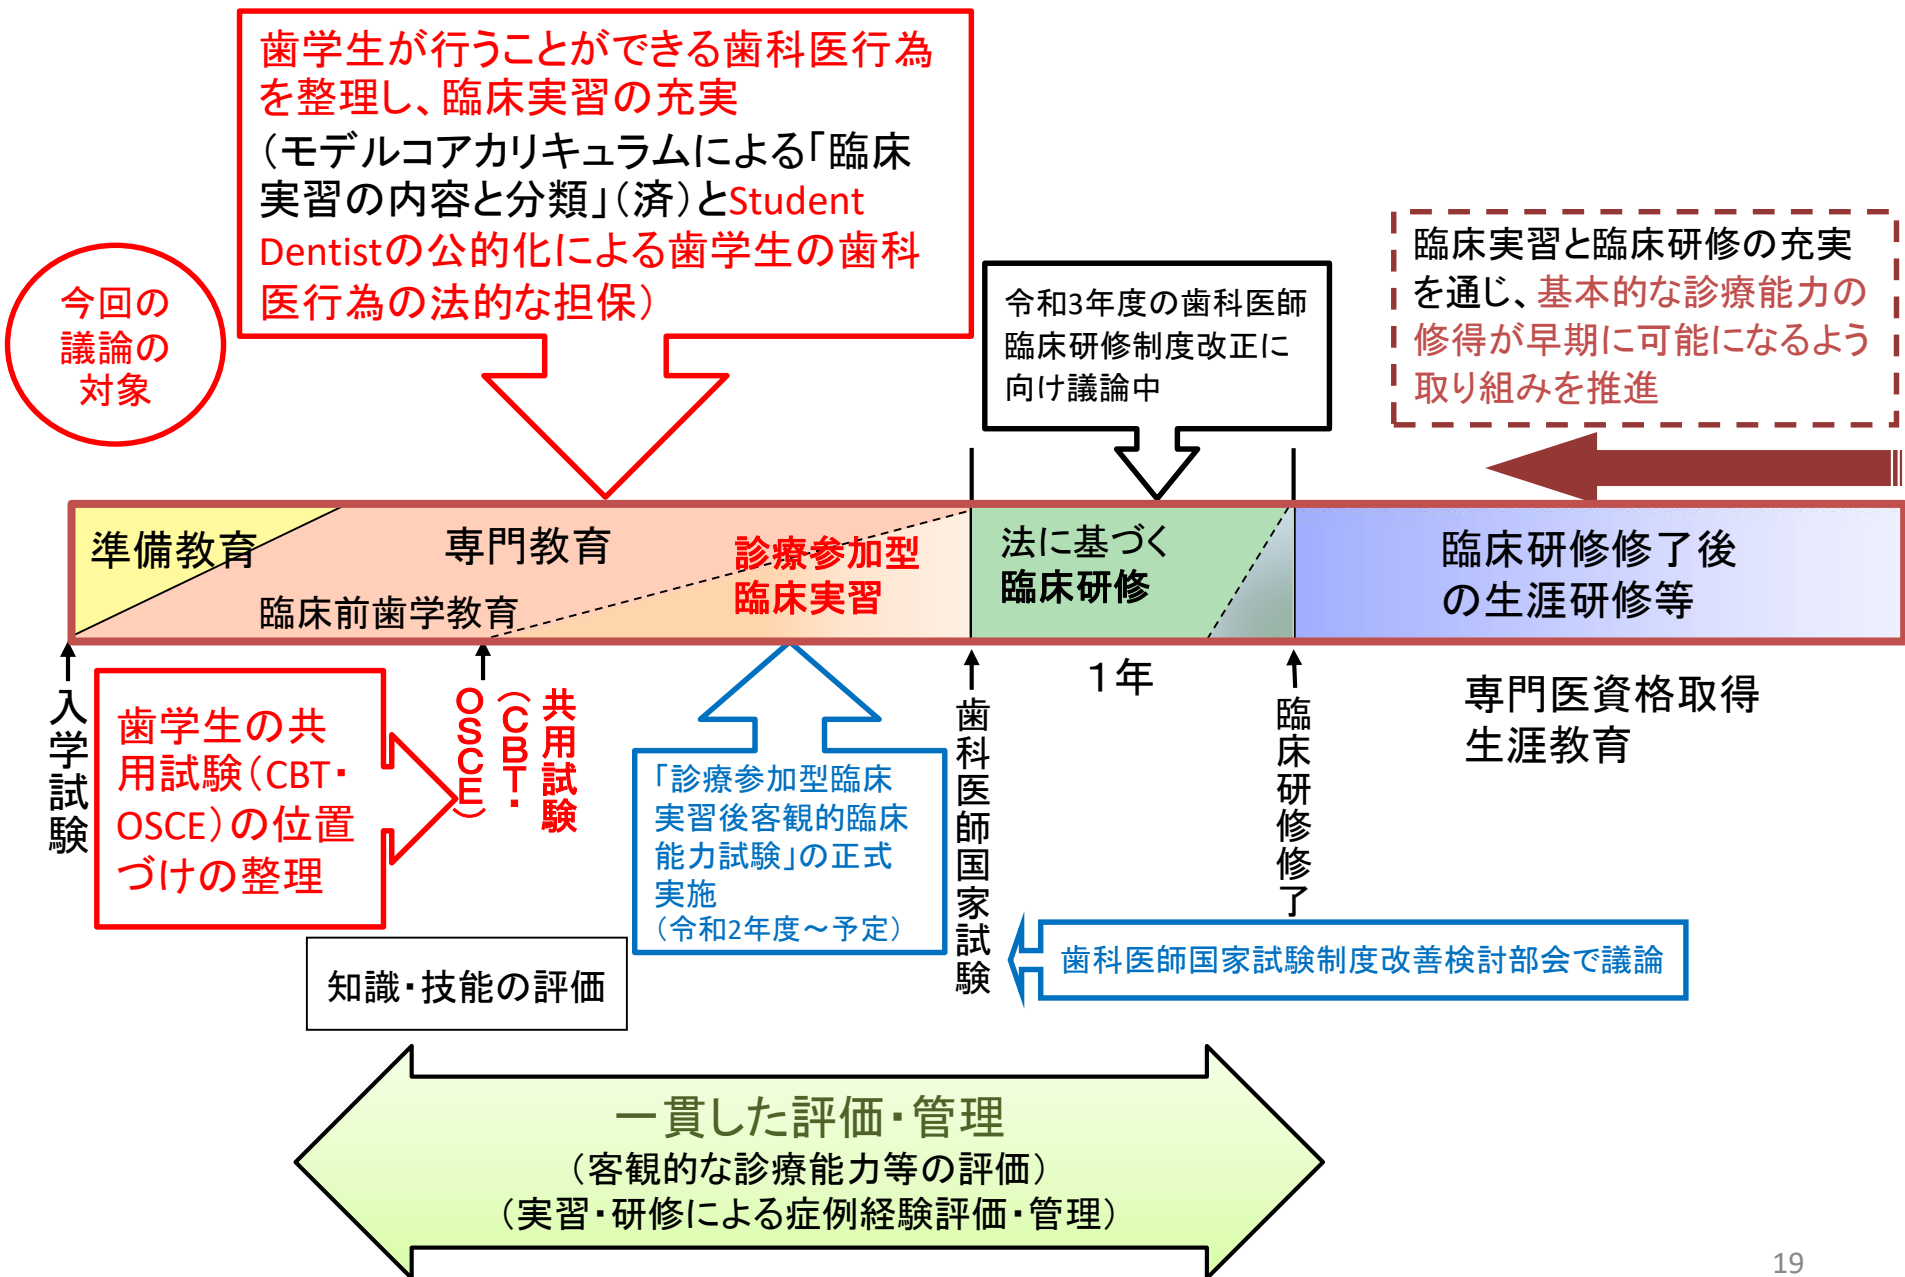 歯学生が行うことができる歯科医行為
を整理し、臨床実習の充実
（モデルコアカリキュラムによる「臨床
実習の内容と分類」（済）とStudent
Dentistの公的化による歯学生の歯科
医行為の法的な担保）
今回の
議論の
対象
令和3年度の歯科医師
臨床研修制度改正に
向け議論中
臨床実習と臨床研修の充実
を通じ、基本的な診療能力の
修得が早期に可能になるよう
取り組みを推進
準備教育
専門教育
臨床前歯学教育
診療参加型
臨床実習
法に基づく
臨床研修
臨床研修修了後
の生涯研修等
入学試験
歯学生の共
用試験（CBT・
OSCE）の位置
づけの整理
共用試験
（CBT・
OSCE）
「診療参加型臨床
実習後客観的臨床
能力試験」の正式
実施
（令和2年度～予定）
歯科医師国家試験
１年
臨床研修修了
専門医資格取得
生涯教育
歯科医師国家試験制度改善検討部会で議論
知識・技能の評価
一貫した評価・管理
（客観的な診療能力等の評価）
（実習・研修による症例経験評価・管理）
19